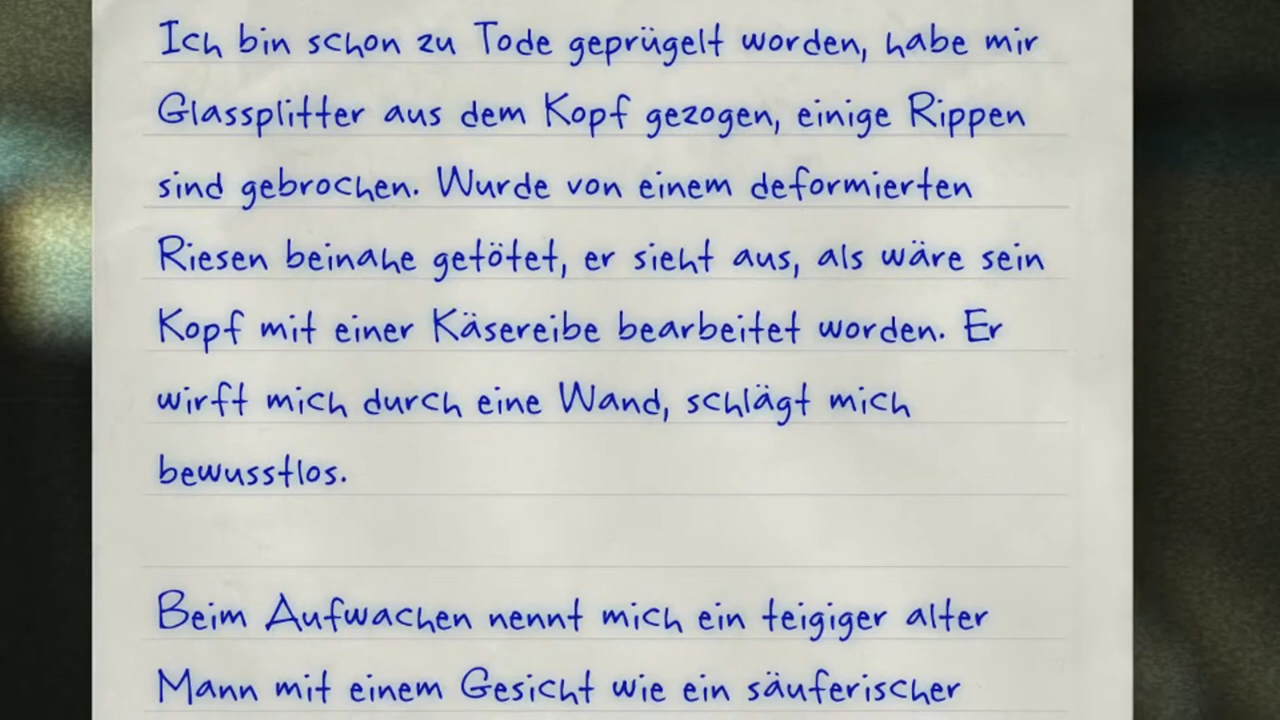 Ich bin schon zu Tode geprügelt worden, habe mir
Glassplitter aus dem Kopf gezogen, einige Rippen
sind gebrochen. Wurde von einem deformierten
Riesen beinahe getötet, er sieht aus, als wäre sein
Kopf mit einer Käsereibe bearbeitet worden. Er
wirft mich durch eine Wand, schlägt mich
bewusstlos.
Beim Aufwachen nennt mich ein teigiger alter
Mann mit einem Gesicht wie ein säuferischer